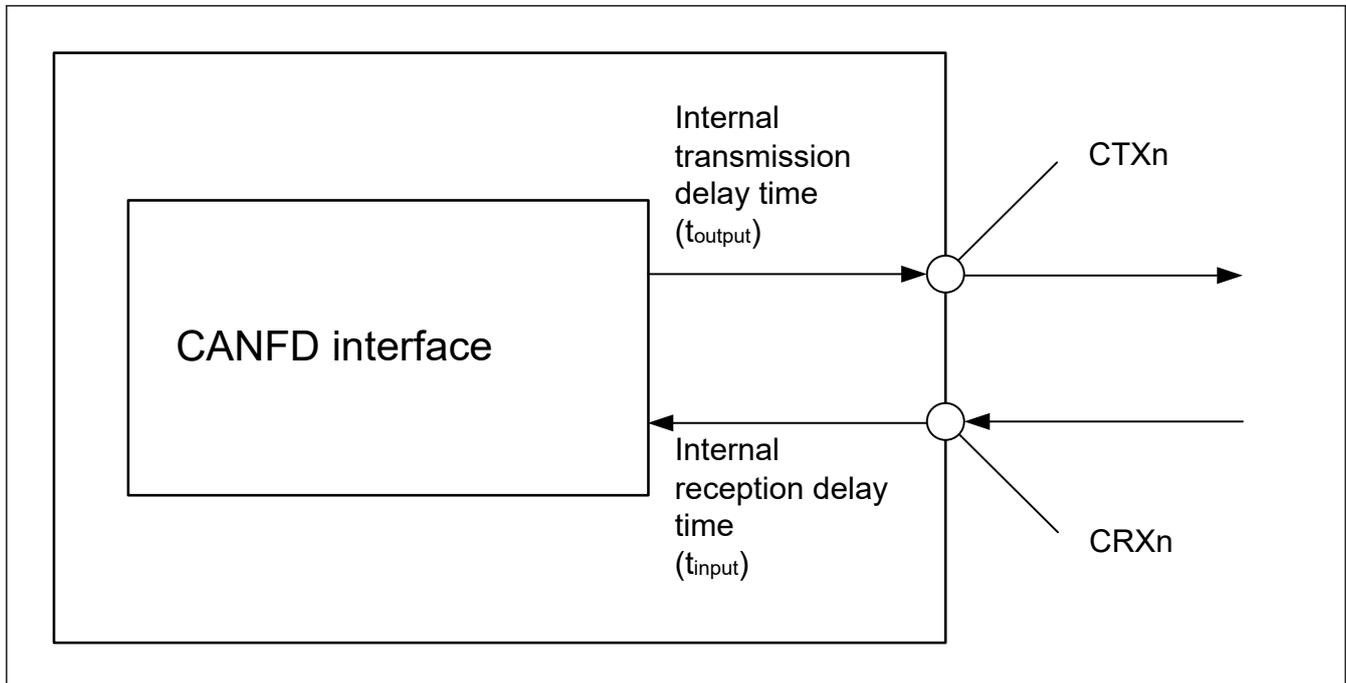 Internal
transmission
delay time
(toutput)
CTXn
CANFD interface
Internal
reception delay
time
(tinput)
CRXn